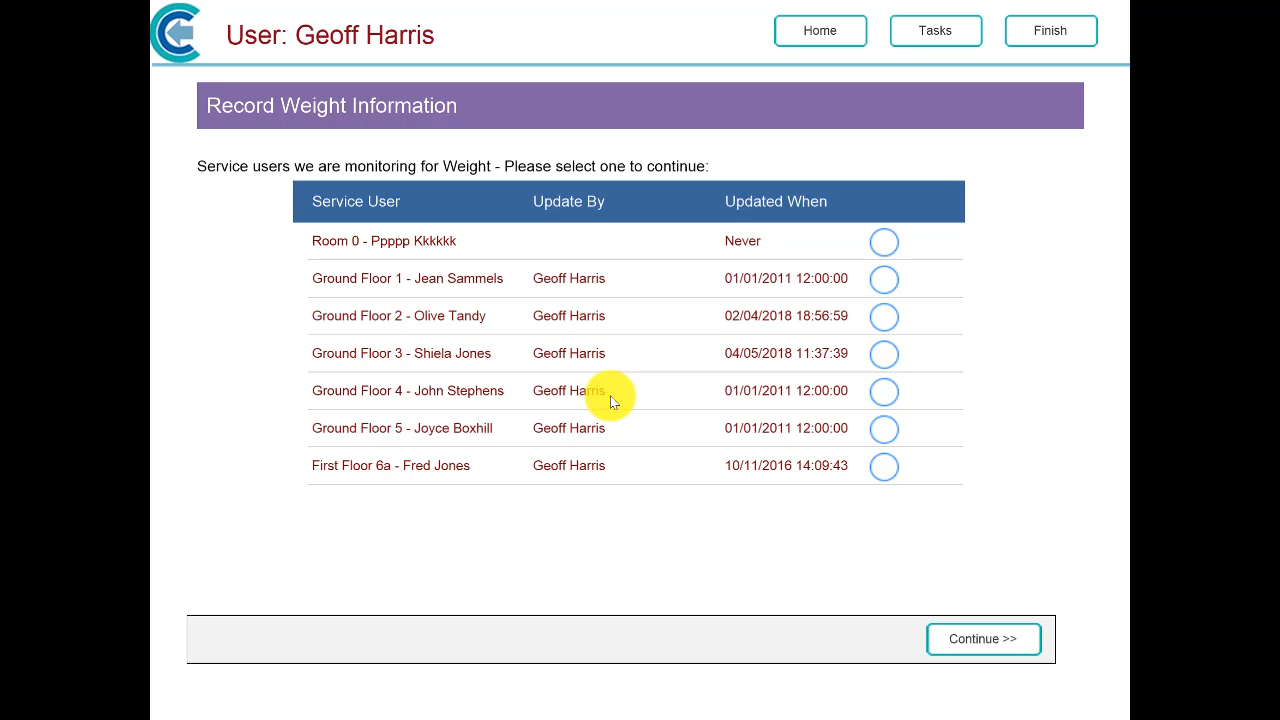 User: Geoff Harris
Home
Tasks
Finish
Record Weight Information
Service users we are monitoring for Weight - Please select one to continue:
Service User Update By Updated When
Room 0 - Ppppp Kkkkkk Never
Ground Floor 1 - Jean Sammels Geoff Harris 01/01/2011 12:00:00
Ground Floor 2 - Olive Tandy Geoff Harris 02/04/2018 18:56:59
Ground Floor 3 - Shiela Jones Geoff Harris 04/05/2018 11:37:39
Ground Floor 4 - John Stephens Geoff Harris 01/01/2011 12:00:00
Ground Floor 5 - Joyce Boxhill Geoff Harris 01/01/2011 12:00:00
First Floor 6a - Fred Jones Geoff Harris 10/11/2016 14:09:43
Continue >>